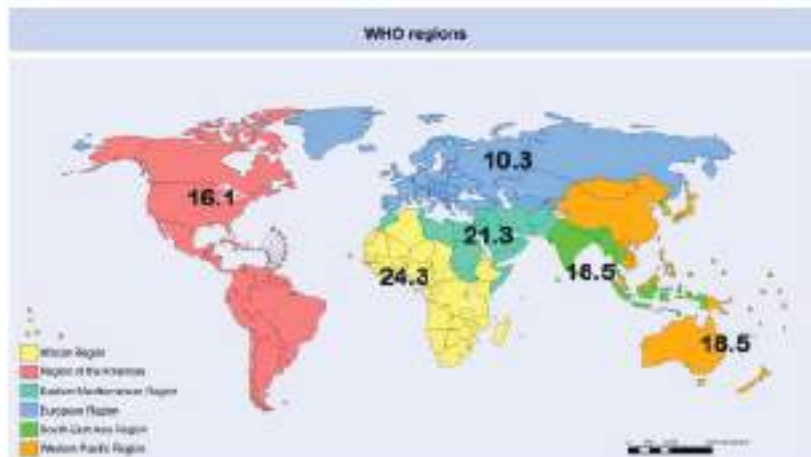 WHO regions
10.3
16.1
21.3
24.3
18.5
18.5
African Region
Region of the Americas
Eastern Mediterranean Region
European Region
South-East Asia Region
Western Pacific Region